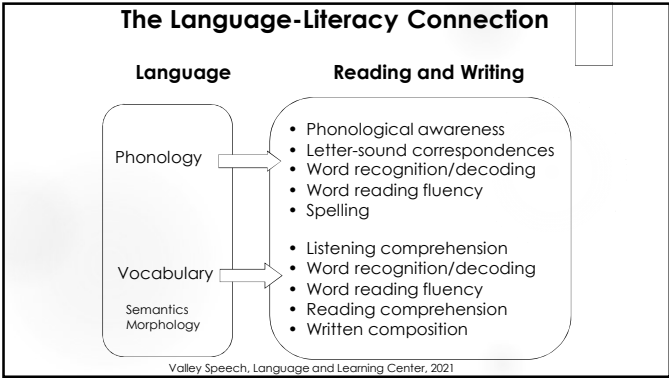 The Language-Literacy Connection
Language
Reading and Writing
Phonology
• Phonological awareness
• Letter-sound correspondences
• Word recognition/decoding
• Word reading fluency
• Spelling
Vocabulary
Semantics
Morphology
• Listening comprehension
• Word recognition/decoding
• Word reading fluency
• Reading comprehension
• Written composition
Valley Speech, Language and Learning Center, 2021